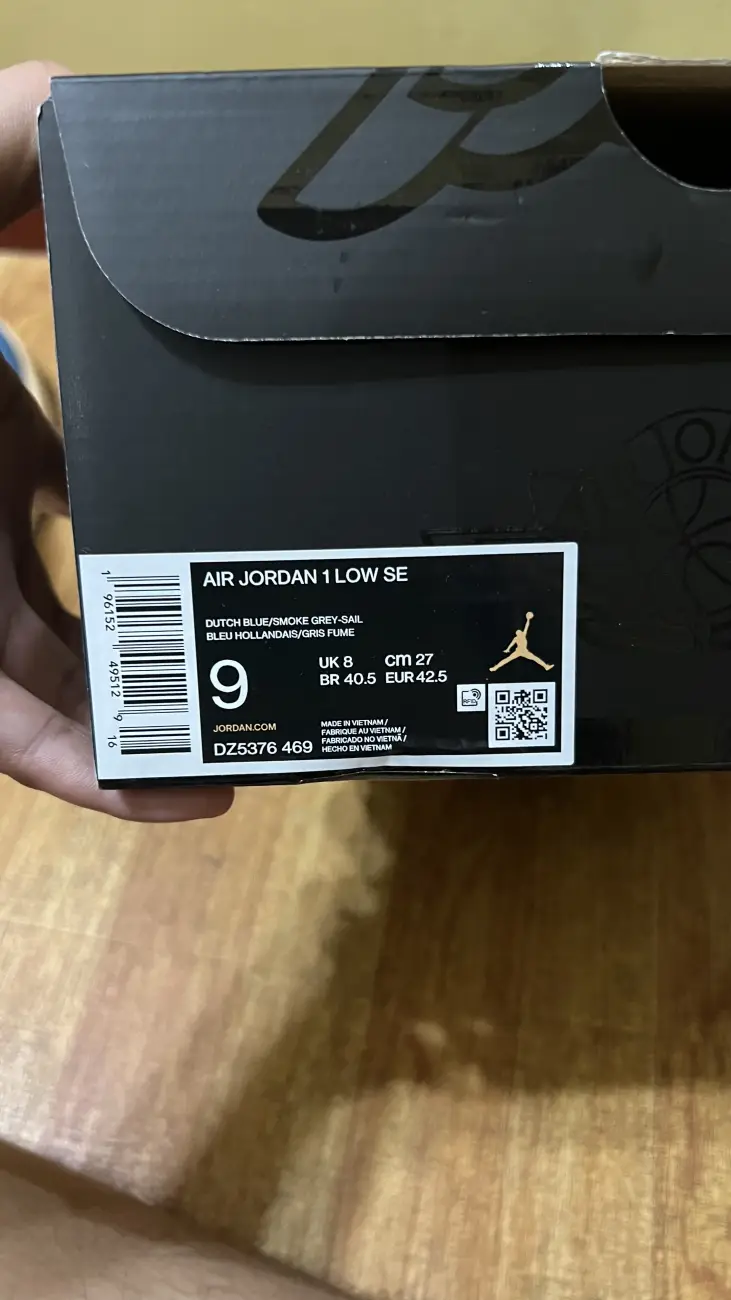 JO
AIR JORDAN 1 LOW SE
DUTCH BLUE/SMOKE GREY-SAIL
BLEU HOLLANDAIS/GRIS FUME
9
UK 8 cm 27
BR 40.5 EUR 42.5
RFID
JORDAN.COM
DZ5376 469
MADE IN VIETNAM /
FABRIQUE AU VIETNAM /
FABRICADO NO VIETNÃ /
HECHO EN VIETNAM
1 96152 49512 9 16